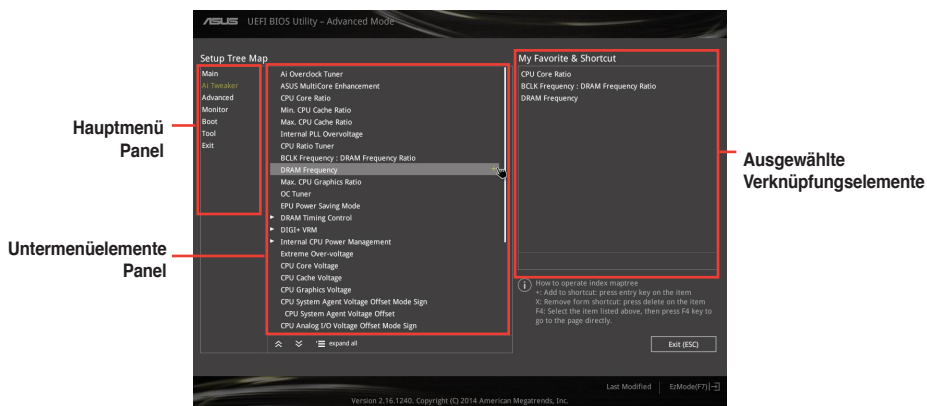 ASUS UEFI BIOS Utility – Advanced Mode
Setup Tree Map
Main
Ai Tweaker
Advanced
Monitor
Boot
Tool
Exit
Ai Overclock Tuner
ASUS MultiCore Enhancement
CPU Core Ratio
Min. CPU Cache Ratio
Max. CPU Cache Ratio
Internal PLL Overvoltage
CPU Ratio Tuner
BCLK Frequency : DRAM Frequency Ratio
DRAM Frequency
Max. CPU Graphics Ratio
OC Tuner
EPU Power Saving Mode
DRAM Timing Control
DIGI+ VRM
Internal CPU Power Management
Extreme Over-voltage
CPU Core Voltage
CPU Cache Voltage
CPU Graphics Voltage
CPU System Agent Voltage Offset Mode Sign
CPU System Agent Voltage Offset
CPU Analog I/O Voltage Offset Mode Sign
expand all
My Favorite & Shortcut
CPU Core Ratio
BCLK Frequency : DRAM Frequency Ratio
DRAM Frequency
How to operate index maptree
+: Add to shortcut: press entry key on the item
X: Remove form shortcut: press delete on the item
F4: Select the item listed above, then press F4 key to
go to the page directly.
Exit (ESC)
Last Modified
EzMode(F7)
Version 2.16.1240. Copyright (C) 2014 American Megatrends, Inc.
Hauptmenü
Panel
Untermenüelemente
Panel
Ausgewählte
Verknüpfungselemente